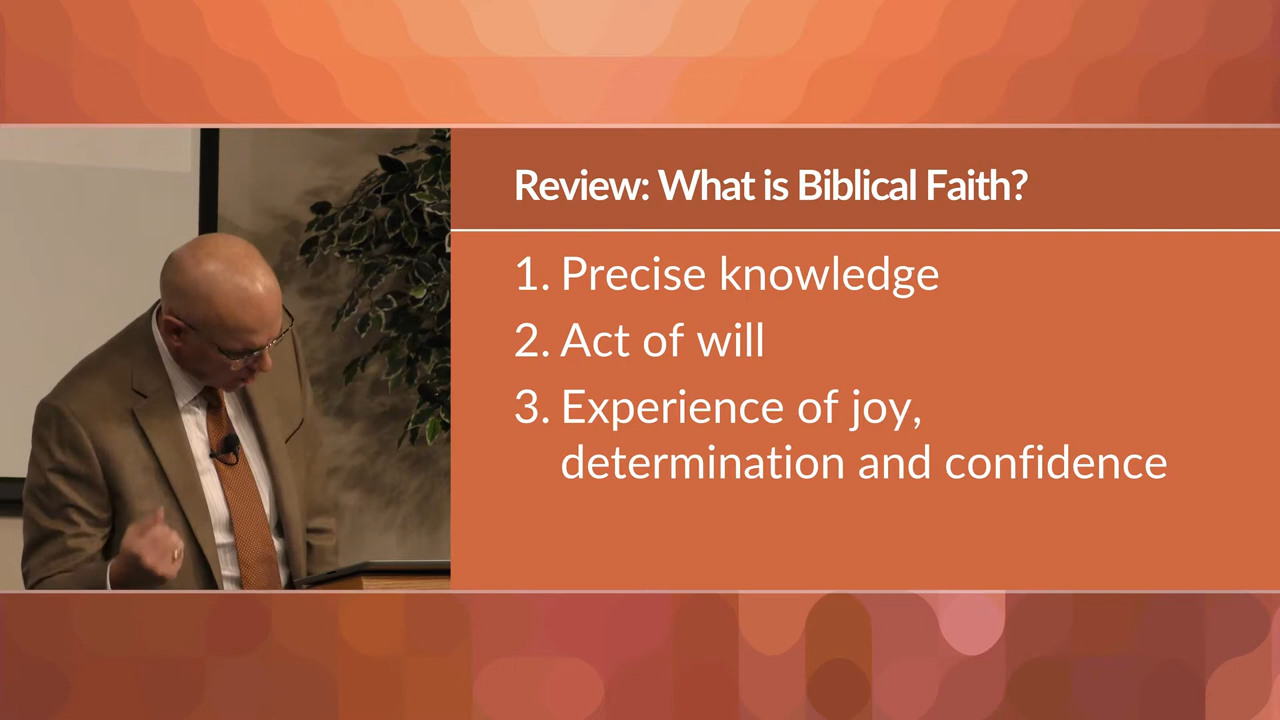 Review: What is Biblical Faith?
1. Precise knowledge
2. Act of will
3. Experience of joy,
determination and confidence